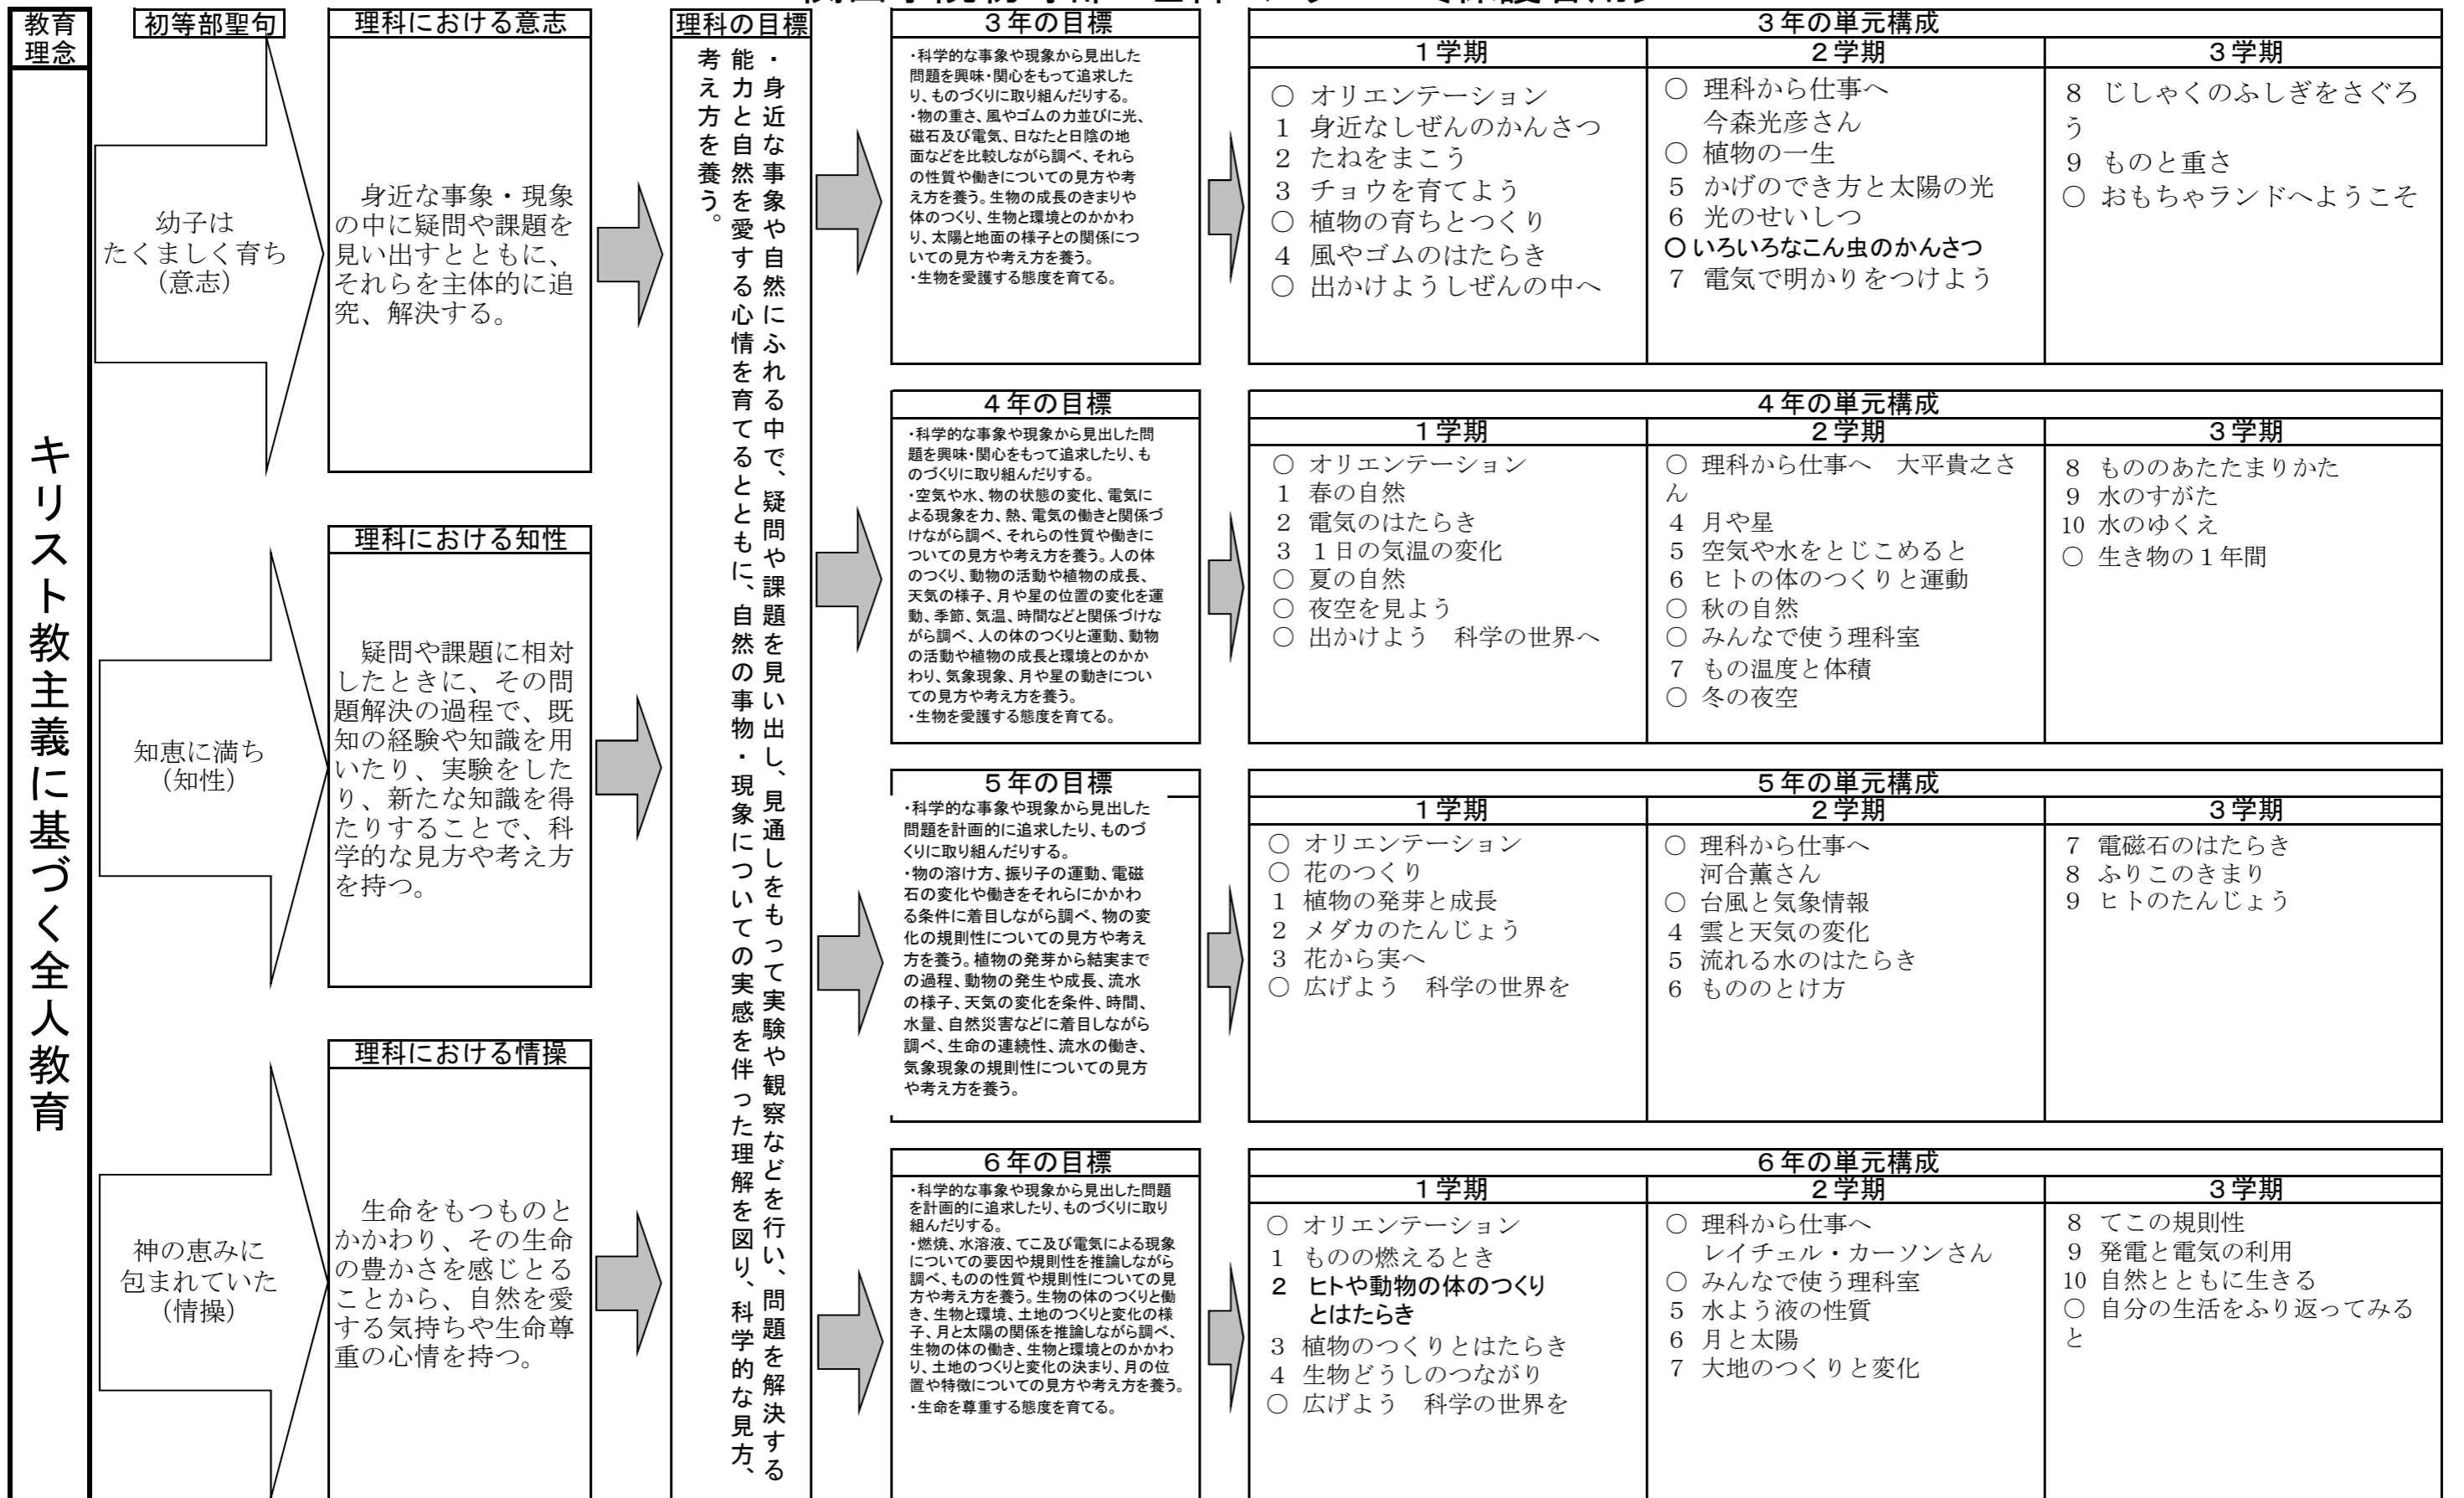 教育
理念
キリスト教主義に基づく全人教育
初等部聖句
幼子は
たくましく育ち
(意志)
知恵に満ち
(知性)
神の恵みに
包まれていた
(情操)
理科における意志
身近な事象・現象
の中に疑問や課題を
見い出すとともに、
それらを主体的に追
究、解決する。
理科における知性
疑問や課題に相対
したときに、その問
題解決の過程で、既
知の経験や知識を用
いたり、実験をした
り、新たな知識を得
たりすることで、科
学的な見方や考え方
を持つ。
理科における情操
生命をもつものと
かかわり、その生命
の豊かさを感じとる
ことから、自然を愛
する気持ちや生命尊
重の心情を持つ。
理科の目標
・身近な事象や自然にふれる中で、疑問や課題を見い出し、見通しをもって実験や観察などを行い、問題を解決する
能力と自然を愛する心情を育てるとともに、自然の事物・現象についての実感を伴った理解を図り、科学的な見方、
考え方を養う。
3年の目標
・科学的な事象や現象から見出した
問題を興味・関心をもって追求した
り、ものづくりに取り組んだりする。
・物の重さ、風やゴムの力並びに光、
磁石及び電気、日なたと日陰の地
面などを比較しながら調べ、それら
の性質や働きについての見方や考
え方を養う。生物の成長のきまりや
体のつくり、生物と環境とのかかわ
り、太陽と地面の様子との関係につ
いての見方や考え方を養う。
・生物を愛護する態度を育てる。
3年の単元構成
1学期
○ オリエンテーション
1 身近なしぜんのかんさつ
2 たねをまこう
3 チョウを育てよう
○ 植物の育ちとつくり
4 風やゴムのはたらき
○ 出かけようしぜんの中へ
2学期
○ 理科から仕事へ
今森光彦さん
○ 植物の一生
5 かげのでき方と太陽の光
6 光のせいしつ
○いろいろなこん虫のかんさつ
7 電気で明かりをつけよう
3学期
8 じしゃくのふしぎをさぐろ
う
9 ものと重さ
○ おもちゃランドへようこそ
4年の目標
・科学的な事象や現象から見出した問
題を興味・関心をもって追求したり、も
のづくりに取り組んだりする。
・空気や水、物の状態の変化、電気に
よる現象を力、熱、電気の働きと関係づ
けながら調べ、それらの性質や働きに
ついての見方や考え方を養う。人の体
のつくり、動物の活動や植物の成長、
天気の様子、月や星の位置の変化を運
動、季節、気温、時間などと関係づけな
がら調べ、人の体のつくりと運動、動物
の活動や植物の成長と環境とのかか
わり、気象現象、月や星の動きについ
ての見方や考え方を養う。
・生物を愛護する態度を育てる。
4年の単元構成
1学期
○ オリエンテーション
1 春の自然
2 電気のはたらき
3 1日の気温の変化
○ 夏の自然
○ 夜空を見よう
○ 出かけよう 科学の世界へ
2学期
○ 理科から仕事へ 大平貴之さ
ん
4 月や星
5 空気や水をとじこめると
6 ヒトの体のつくりと運動
○ 秋の自然
○ みんなで使う理科室
7 もの温度と体積
○ 冬の夜空
3学期
8 もののあたたまりかた
9 水のすがた
10 水のゆくえ
○ 生き物の1年間
5年の目標
・科学的な事象や現象から見出した
問題を計画的に追求したり、ものづ
くりに取り組んだりする。
・物の溶け方、振り子の運動、電磁
石の変化や働きをそれらにかかわ
る条件に着目しながら調べ、物の変
化の規則性についての見方や考え
方を養う。植物の発芽から結実まで
の過程、動物の発生や成長、流水
の様子、天気の変化を条件、時間、
水量、自然災害などに着目しながら
調べ、生命の連続性、流水の働き、
気象現象の規則性についての見方
や考え方を養う。
5年の単元構成
1学期
○ オリエンテーション
○ 花のつくり
1 植物の発芽と成長
2 メダカのたんじょう
3 花から実へ
○ 広げよう 科学の世界を
2学期
○ 理科から仕事へ
河合薫さん
○ 台風と気象情報
4 雲と天気の変化
5 流れる水のはたらき
6 もののとけ方
3学期
7 電磁石のはたらき
8 ふりこのきまり
9 ヒトのたんじょう
6年の目標
・科学的な事象や現象から見出した問題
を計画的に追求したり、ものづくりに取り
組んだりする。
・燃焼、水溶液、てこ及び電気による現象
についての要因や規則性を推論しながら
調べ、ものの性質や規則性についての見
方や考え方を養う。生物の体のつくりと働
き、生物と環境、土地のつくりと変化の様
子、月と太陽の関係を推論しながら調べ、
生物の体の働き、生物と環境とのかかわ
り、土地のつくりと変化の決まり、月の位
置や特徴についての見方や考え方を養う。
・生命を尊重する態度を育てる。
6年の単元構成
1学期
○ オリエンテーション
1 ものの燃えるとき
2 ヒトや動物の体のつくり
とはたらき
3 植物のつくりとはたらき
4 生物どうしのつながり
○ 広げよう 科学の世界を
2学期
○ 理科から仕事へ
レイチェル・カーソンさん
○ みんなで使う理科室
5 水よう液の性質
6 月と太陽
7 大地のつくりと変化
3学期
8 てこの規則性
9 発電と電気の利用
10 自然とともに生きる
○ 自分の生活をふり返ってみる
と